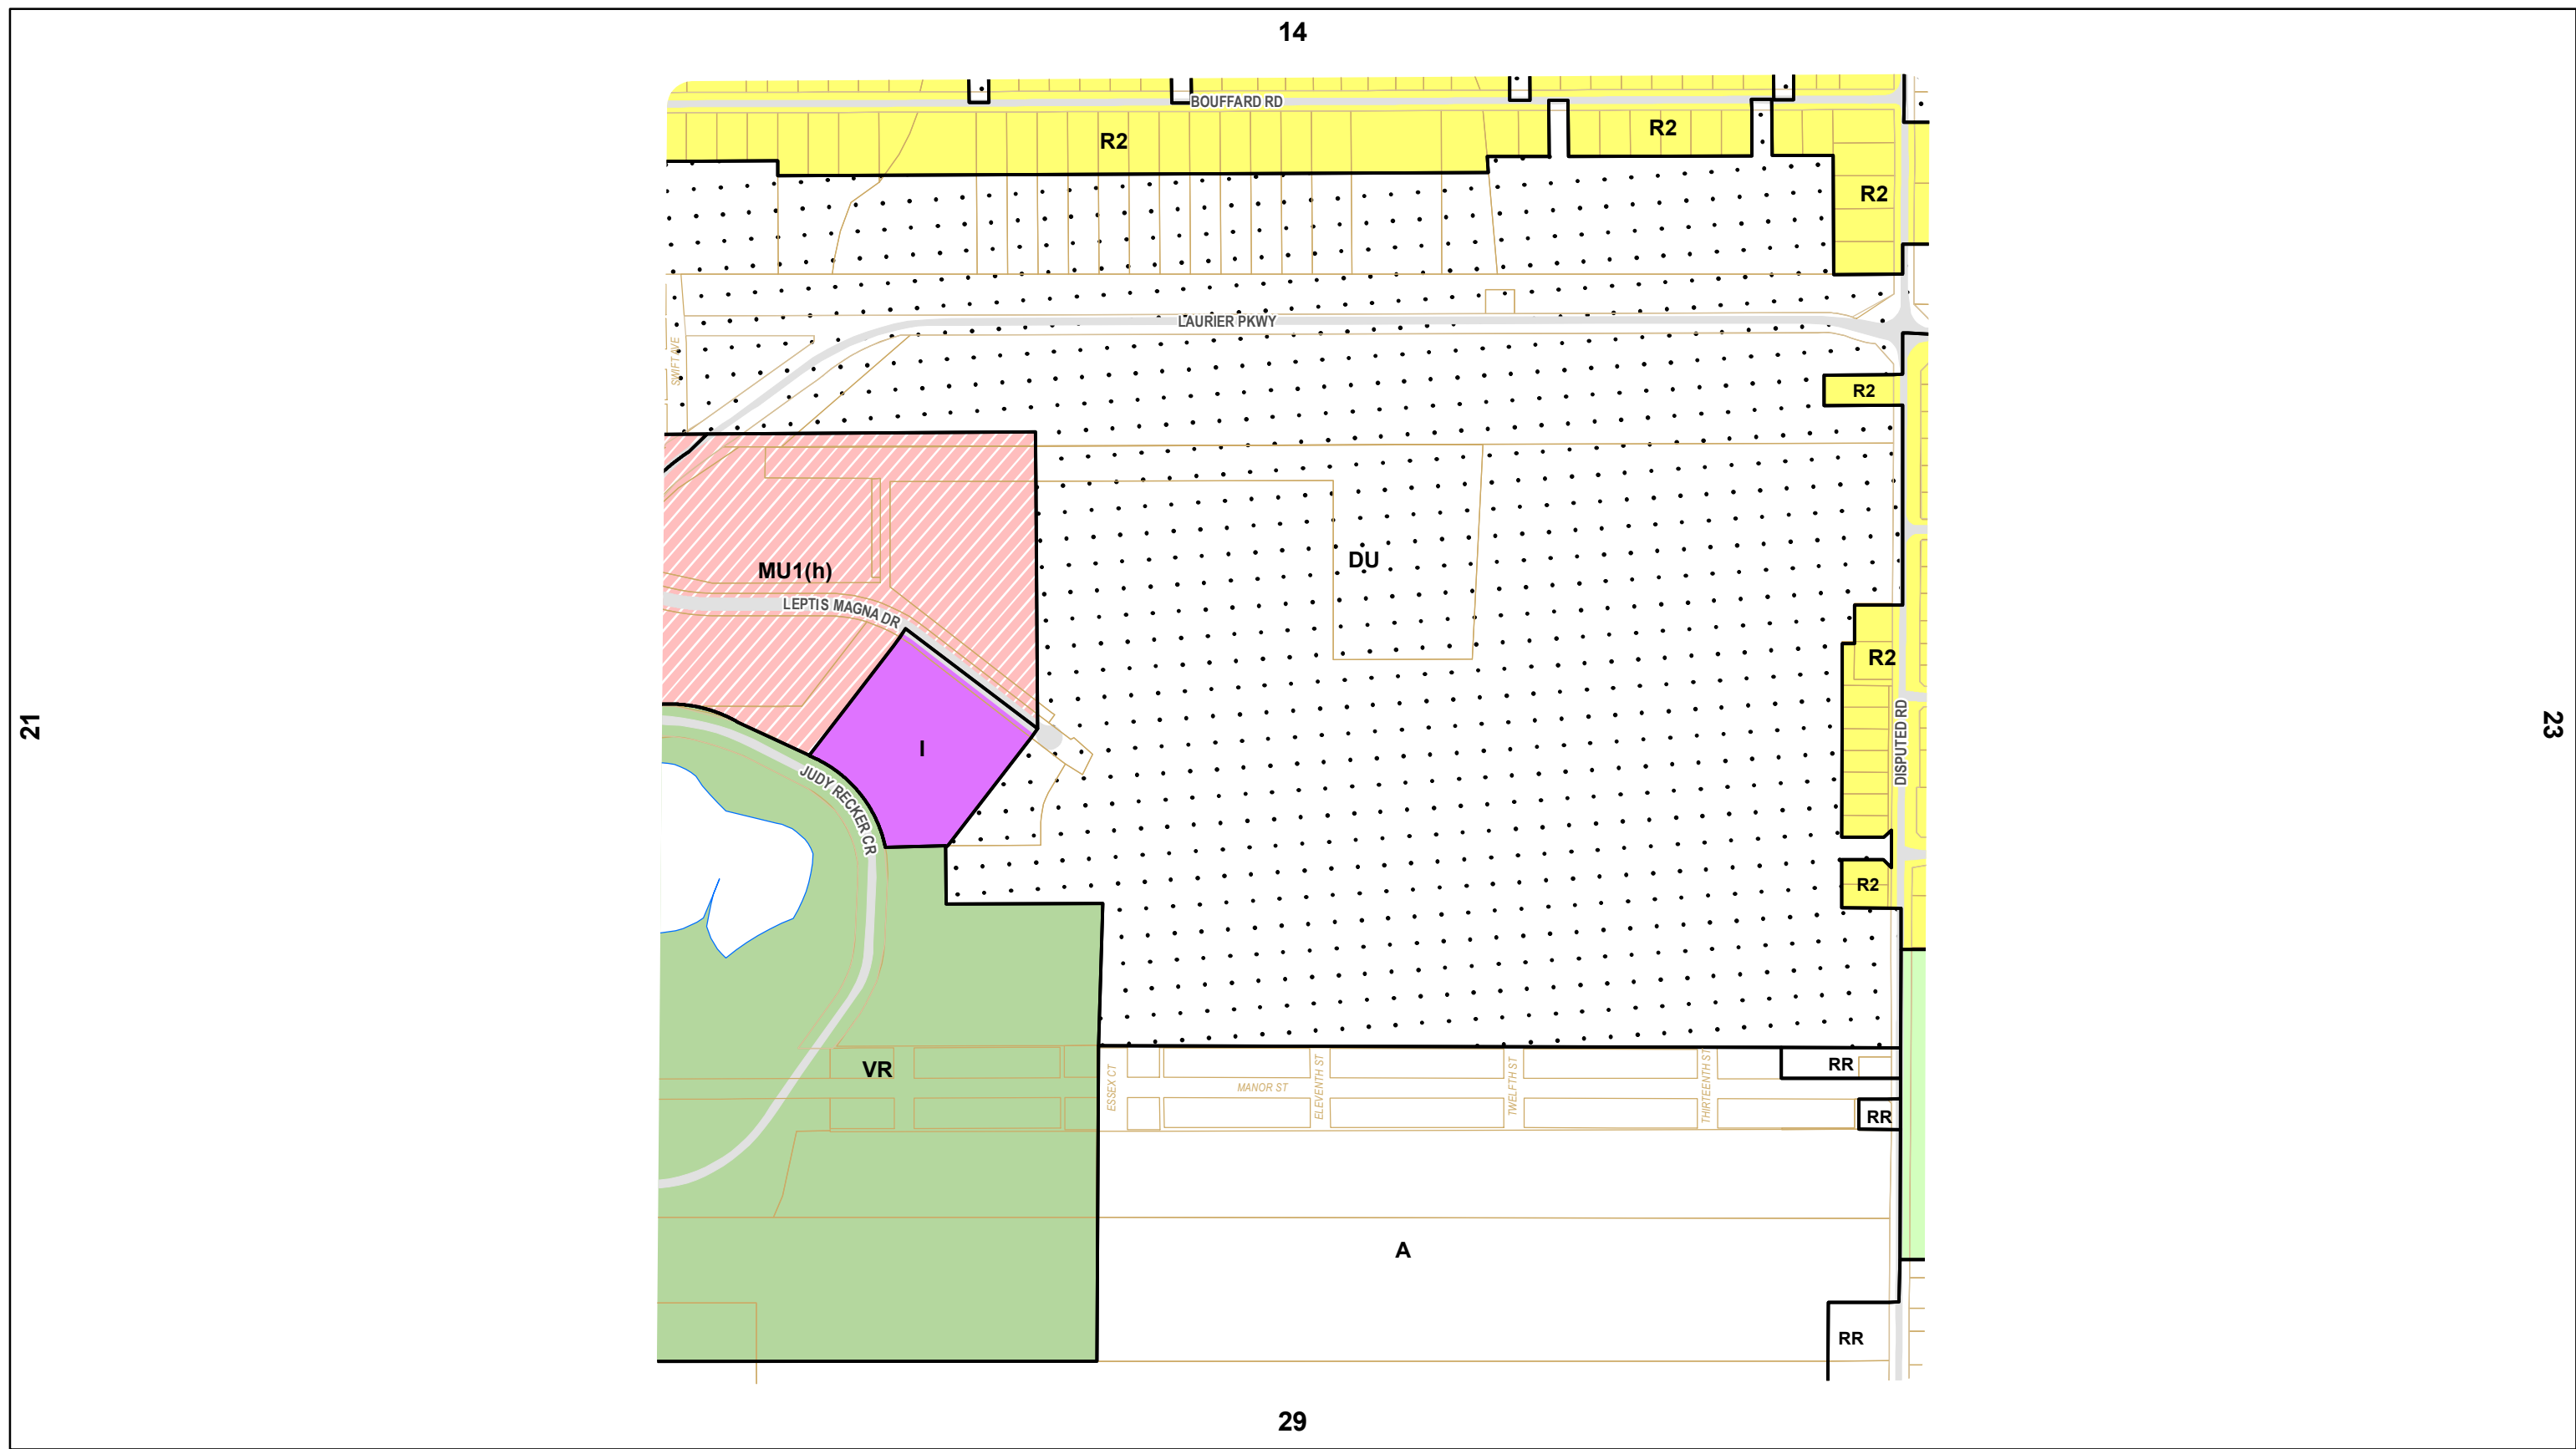 14
BOUFFARD RD
R2
R2
R2
LAURIER PKWY
SWIFT AVE
R2
DU
MU1(h)
LEPTIS MAGNA DR
R2
21
DISPUTED RD
23
I
JUDY RECKER CR
R2
VR
RR
ESSEX CT
MANOR ST
ELEVENTH ST
TWELFTH ST
THIRTEENTH ST
RR
A
RR
29